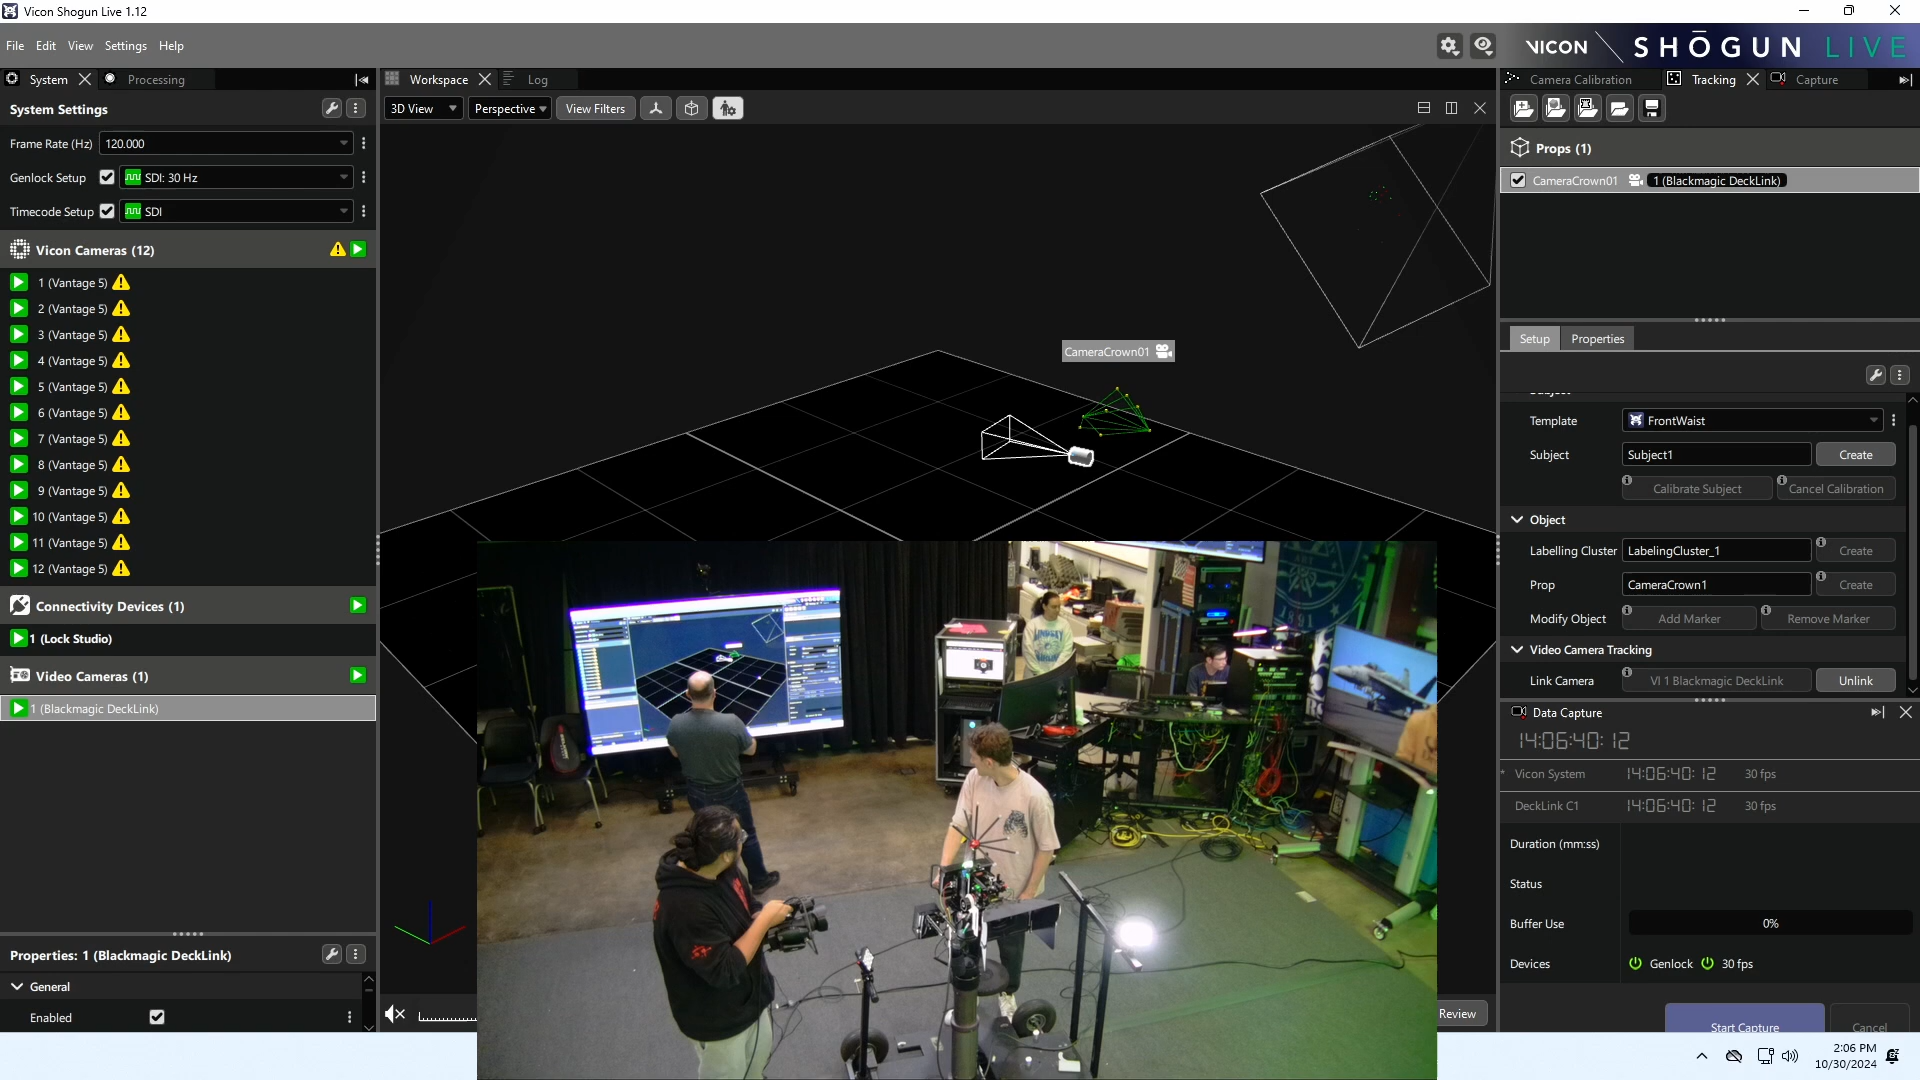 Vicon Shogun Live 1.12
File Edit View Settings Help
VICON SHŌGUN LIVE
System Processing
Workspace Log
Camera Calibration Tracking Capture
System Settings
3D View Perspective View Filters
Frame Rate (Hz) 120.000
Genlock Setup SDI: 30 Hz
Timecode Setup SDI
Vicon Cameras (12)
1 (Vantage 5)
2 (Vantage 5)
3 (Vantage 5)
4 (Vantage 5)
5 (Vantage 5)
6 (Vantage 5)
7 (Vantage 5)
8 (Vantage 5)
9 (Vantage 5)
10 (Vantage 5)
11 (Vantage 5)
12 (Vantage 5)
Connectivity Devices (1)
1 (Lock Studio)
Video Cameras (1)
1 (Blackmagic DeckLink)
Properties: 1 (Blackmagic DeckLink)
General
Enabled
CameraCrown01
Review
Props (1)
CameraCrown01 1 (Blackmagic DeckLink)
Setup Properties
Template FrontWaist
Subject Subject1 Create
Calibrate Subject Cancel Calibration
Object
Labelling Cluster LabelingCluster_1 Create
Prop CameraCrown1 Create
Modify Object Add Marker Remove Marker
Video Camera Tracking
Link Camera VI 1 Blackmagic DeckLink Unlink
Data Capture
14:06:40:12
* Vicon System 14:06:40:12 30 fps
DeckLink C1 14:06:40:12 30 fps
Duration (mm:ss)
Status
Buffer Use 0%
Devices Genlock 30 fps
Start Capture Cancel
2:06 PM
10/30/2024